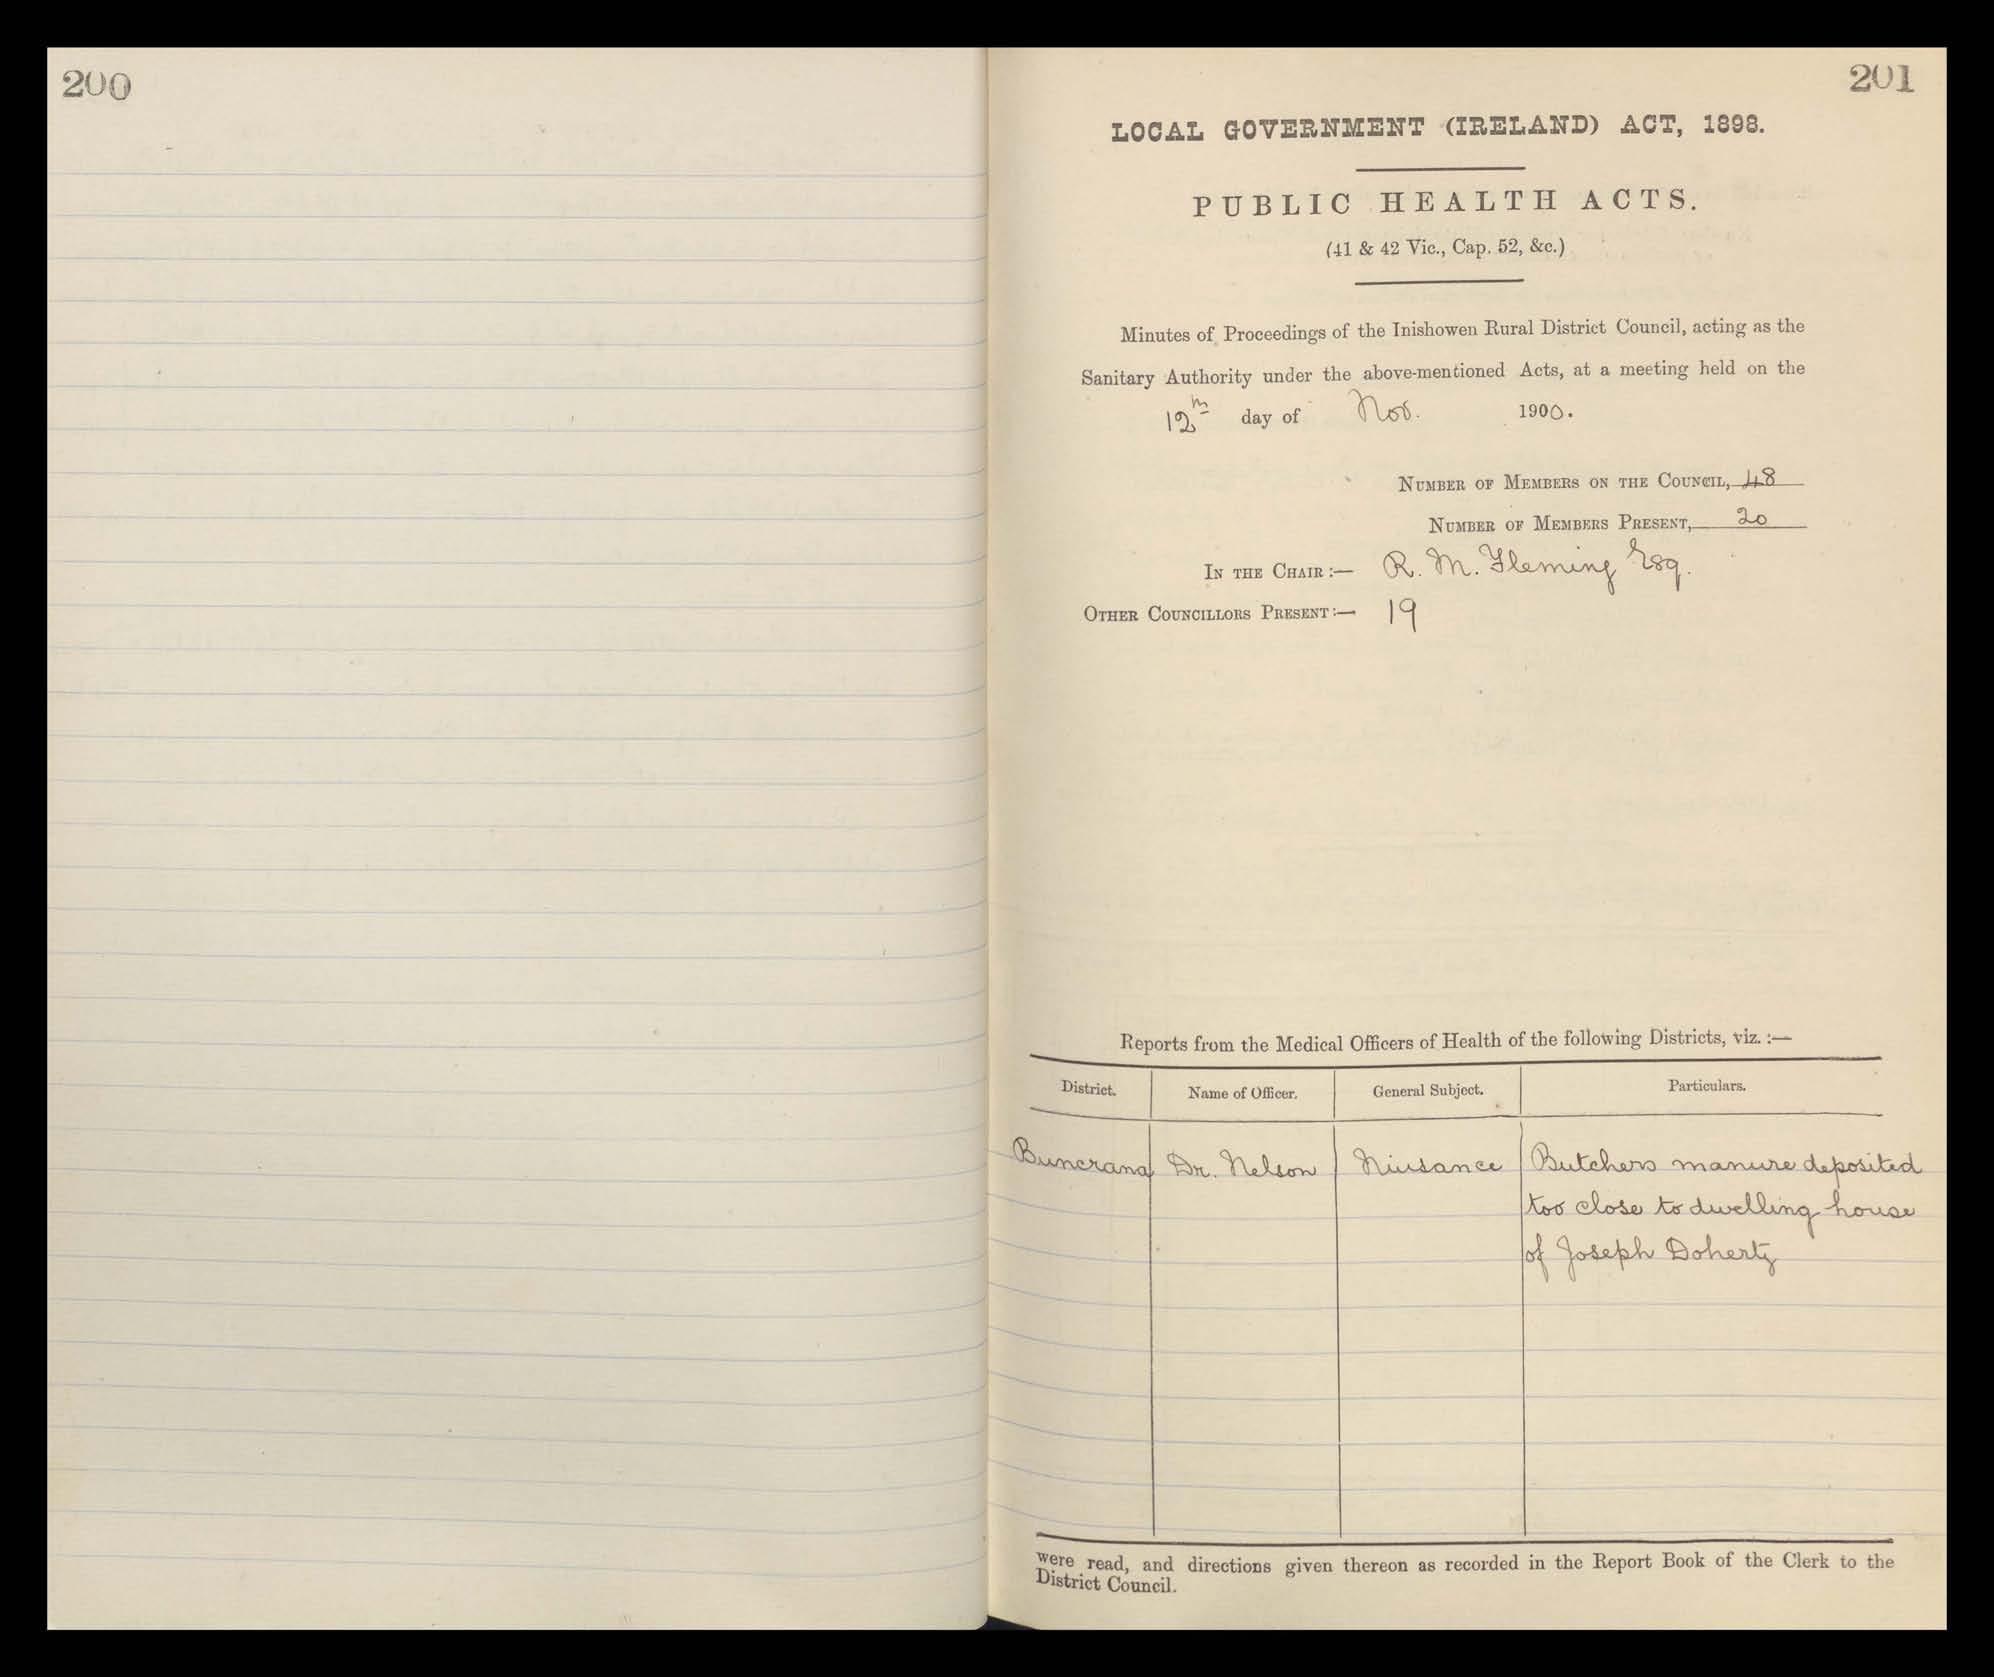 200
201
LOCAL GOVERNMENT (IRELAND) ACT, 1898.
PUBLIC HEALTH ACTS.
(41 & 42 Vic., Cap. 52, &c.)
Minutes of Proceedings of the Inishowen Rural District Council, acting as the
Sanitary Authority under the above-mentioned Acts, at a meeting held on the
12th day of Nov. 1900.
NUMBER OF MEMBERS ON THE COUNCIL, 48
NUMBER OF MEMBERS PRESENT, 20
IN THE CHAIR:— R. M. Fleming Esq.
OTHER COUNCILLORS PRESENT:— 19
Reports from the Medical Officers of Health of the following Districts, viz.:—
District. Name of Officer. General Subject. Particulars.
Buncrana Dr. Nelson Niusance Butchers manure deposited
too close to dwelling house
of Joseph Doherty
were read, and directions given thereon as recorded in the Report Book of the Clerk to the
District Council.